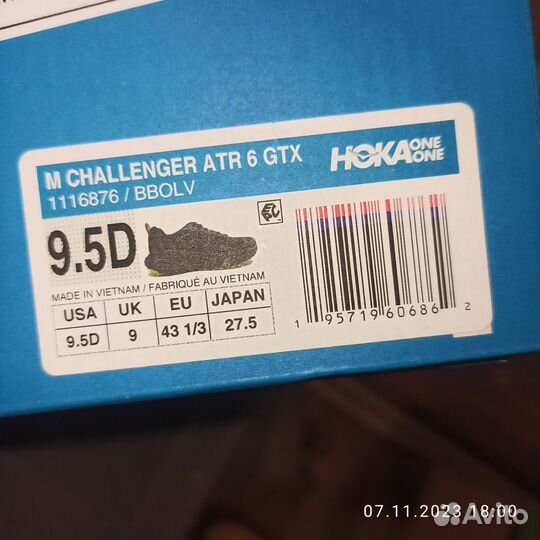 M CHALLENGER ATR 6 GTX
HOKA ONE ONE
1116876 / BBOLV
9.5D
MADE IN VIETNAM / FABRIQUÉ AU VIETNAM
USA UK EU JAPAN
9.5D 9 43 1/3 27.5
1 95719 60686 2
07.11.2023 18:00
Avito